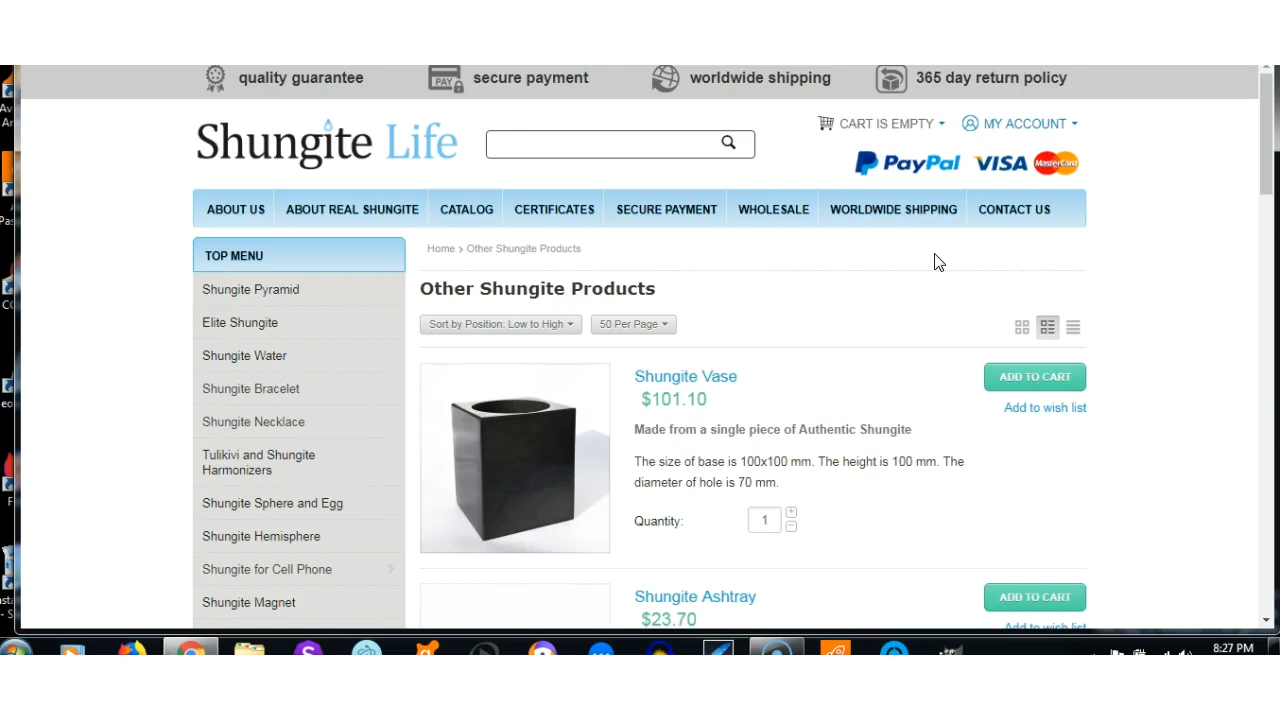 quality guarantee
secure payment
worldwide shipping
365 day return policy
Shungite Life
CART IS EMPTY
MY ACCOUNT
PayPal VISA MasterCard
ABOUT US
ABOUT REAL SHUNGITE
CATALOG
CERTIFICATES
SECURE PAYMENT
WHOLESALE
WORLDWIDE SHIPPING
CONTACT US
TOP MENU
Shungite Pyramid
Elite Shungite
Shungite Water
Shungite Bracelet
Shungite Necklace
Tulikivi and Shungite
Harmonizers
Shungite Sphere and Egg
Shungite Hemisphere
Shungite for Cell Phone
Shungite Magnet
Home › Other Shungite Products
Other Shungite Products
Sort by Position: Low to High
50 Per Page
Shungite Vase
$101.10
Made from a single piece of Authentic Shungite
The size of base is 100x100 mm. The height is 100 mm. The
diameter of hole is 70 mm.
Quantity:
1
ADD TO CART
Add to wish list
Shungite Ashtray
$23.70
ADD TO CART
Add to wish list
8:27 PM